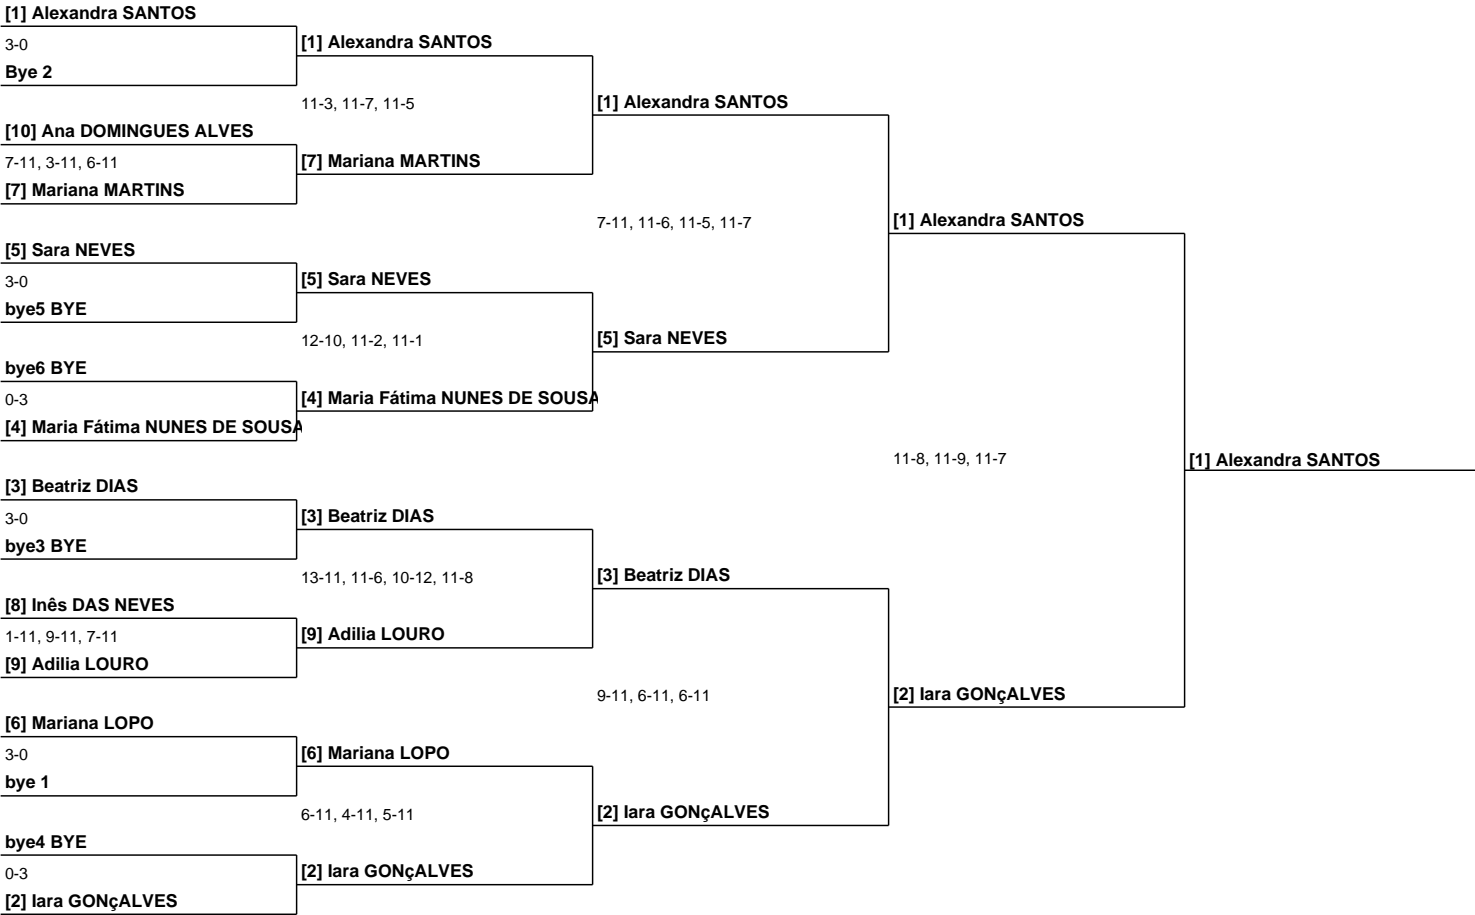 [1] Alexandra SANTOS
3-0
Bye 2
[10] Ana DOMINGUES ALVES
7-11, 3-11, 6-11
[7] Mariana MARTINS
[5] Sara NEVES
3-0
bye5 BYE
bye6 BYE
0-3
[4] Maria Fátima NUNES DE SOUSA
[3] Beatriz DIAS
3-0
bye3 BYE
[8] Inês DAS NEVES
1-11, 9-11, 7-11
[9] Adilia LOURO
[6] Mariana LOPO
3-0
bye 1
bye4 BYE
0-3
[2] Iara GONçALVES
[1] Alexandra SANTOS
11-3, 11-7, 11-5
[7] Mariana MARTINS
[5] Sara NEVES
12-10, 11-2, 11-1
[4] Maria Fátima NUNES DE SOUSA
[3] Beatriz DIAS
13-11, 11-6, 10-12, 11-8
[9] Adilia LOURO
[6] Mariana LOPO
6-11, 4-11, 5-11
[2] Iara GONçALVES
[1] Alexandra SANTOS
7-11, 11-6, 11-5, 11-7
[5] Sara NEVES
[3] Beatriz DIAS
9-11, 6-11, 6-11
[2] Iara GONçALVES
[1] Alexandra SANTOS
11-8, 11-9, 11-7
[2] Iara GONçALVES
[1] Alexandra SANTOS